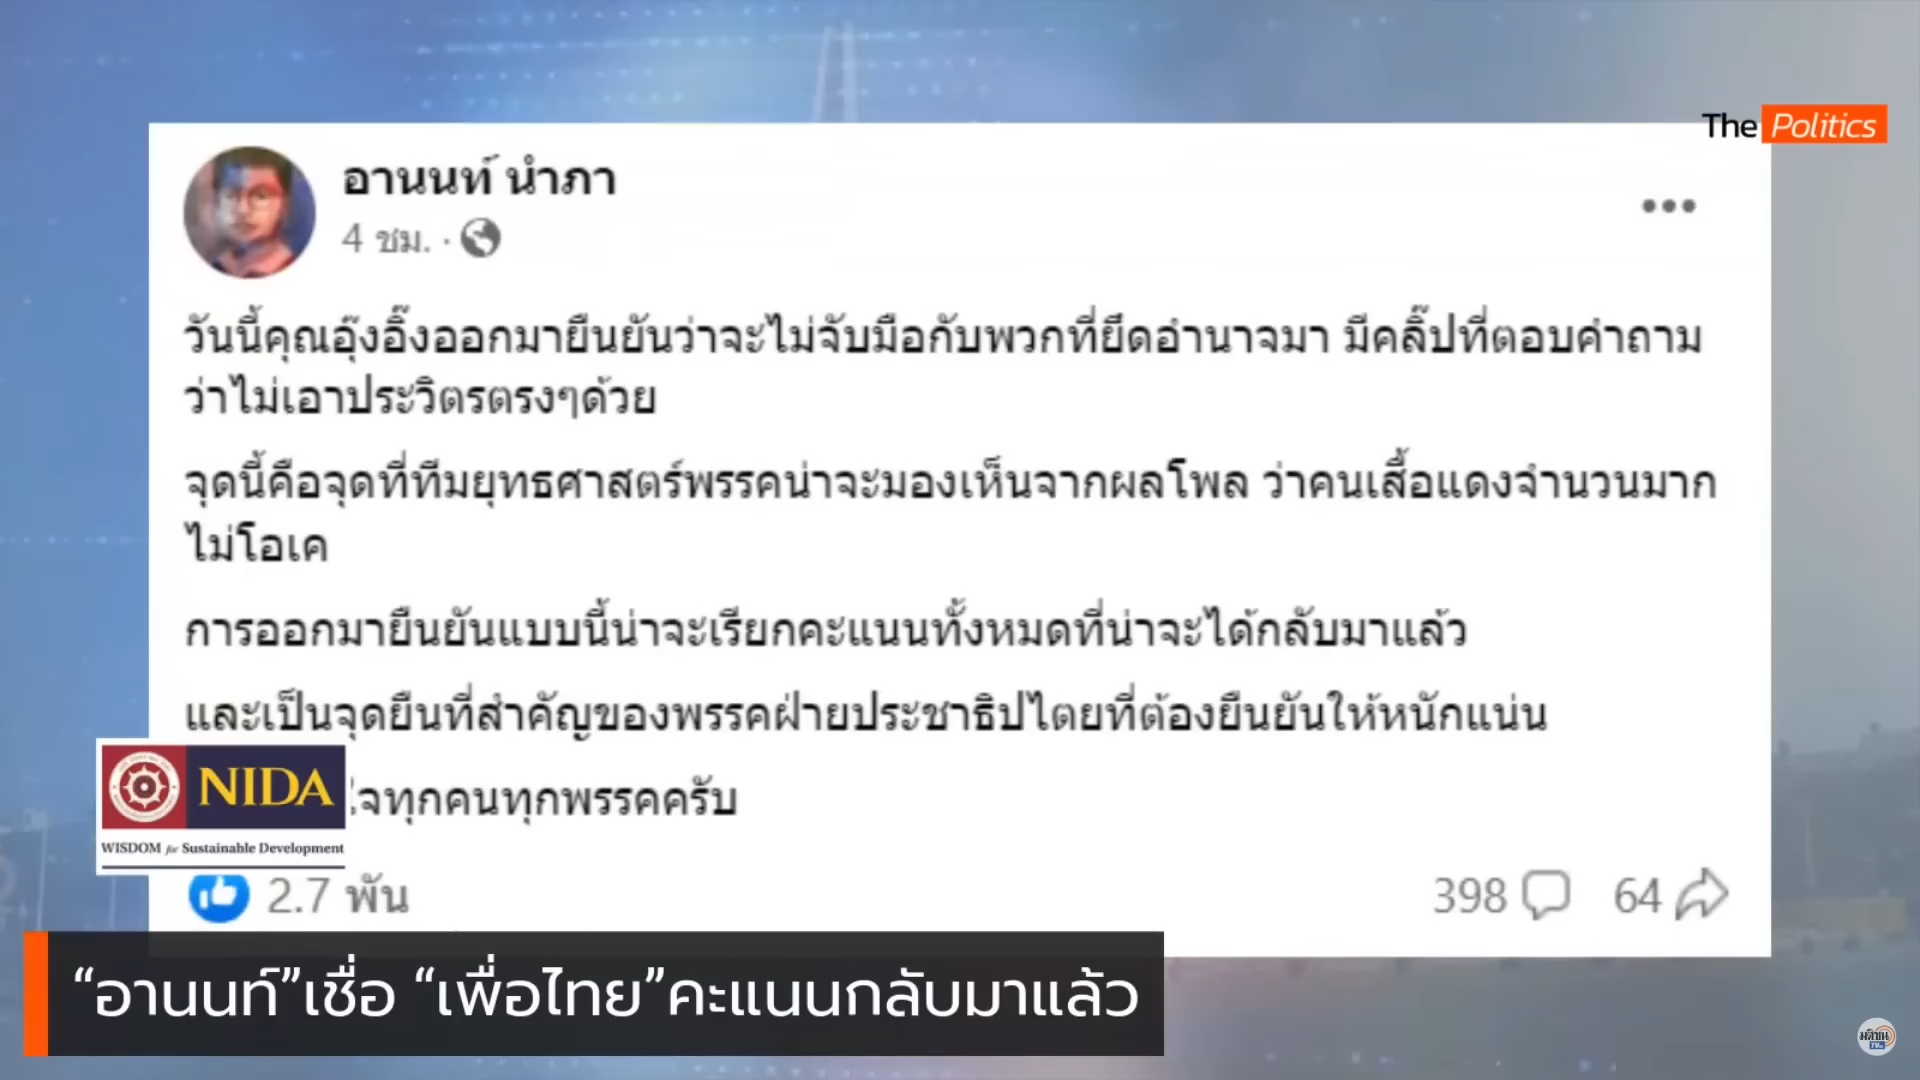 The Politics
อานนท์ นำภา
4 ชม. ·
วันนี้คุณอุ๊งอิ๊งออกมายืนยันว่าจะไม่จับมือกับพวกที่ยึดอำนาจมา มีคลิ๊ปที่ตอบคำถาม
ว่าไม่เอาประวิตรตรงๆด้วย
จุดนี้คือจุดที่ทีมยุทธศาสตร์พรรคน่าจะมองเห็นจากผลโพล ว่าคนเสื้อแดงจำนวนมาก
ไม่โอเค
การออกมายืนยันแบบนี้น่าจะเรียกคะแนนทั้งหมดที่น่าจะได้กลับมาแล้ว
และเป็นจุดยืนที่สำคัญของพรรคฝ่ายประชาธิปไตยที่ต้องยืนยันให้หนักแน่น
ทุกคนทุกพรรคครับ
NIDA
WISDOM for Sustainable Development
2.7 พัน
398
64
“อานนท์”เชื่อ “เพื่อไทย”คะแนนกลับมาแล้ว
มติชน
TV